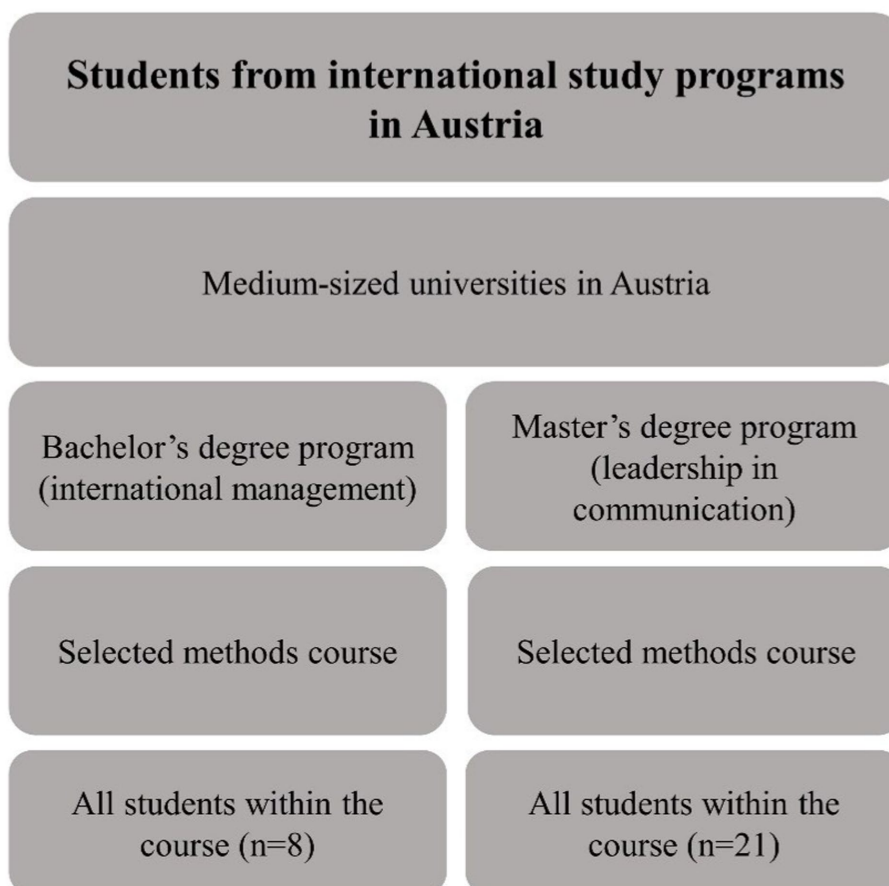 Students from international study programs
in Austria
Medium-sized universities in Austria
Bachelor’s degree program
(international management)
Master’s degree program
(leadership in
communication)
Selected methods course
Selected methods course
All students within the
course (n=8)
All students within the
course (n=21)